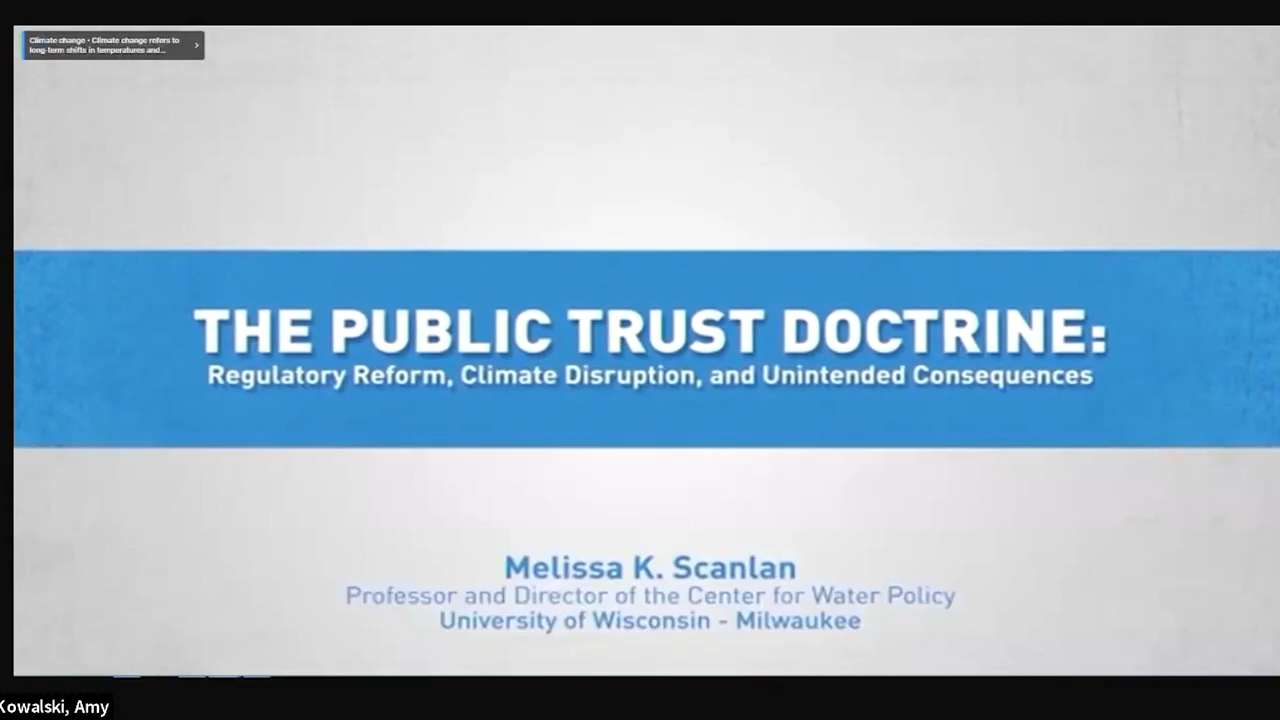 Climate change • Climate change refers to
long-term shifts in temperatures and...
THE PUBLIC TRUST DOCTRINE:
Regulatory Reform, Climate Disruption, and Unintended Consequences
Melissa K. Scanlan
Professor and Director of the Center for Water Policy
University of Wisconsin - Milwaukee
Kowalski, Amy